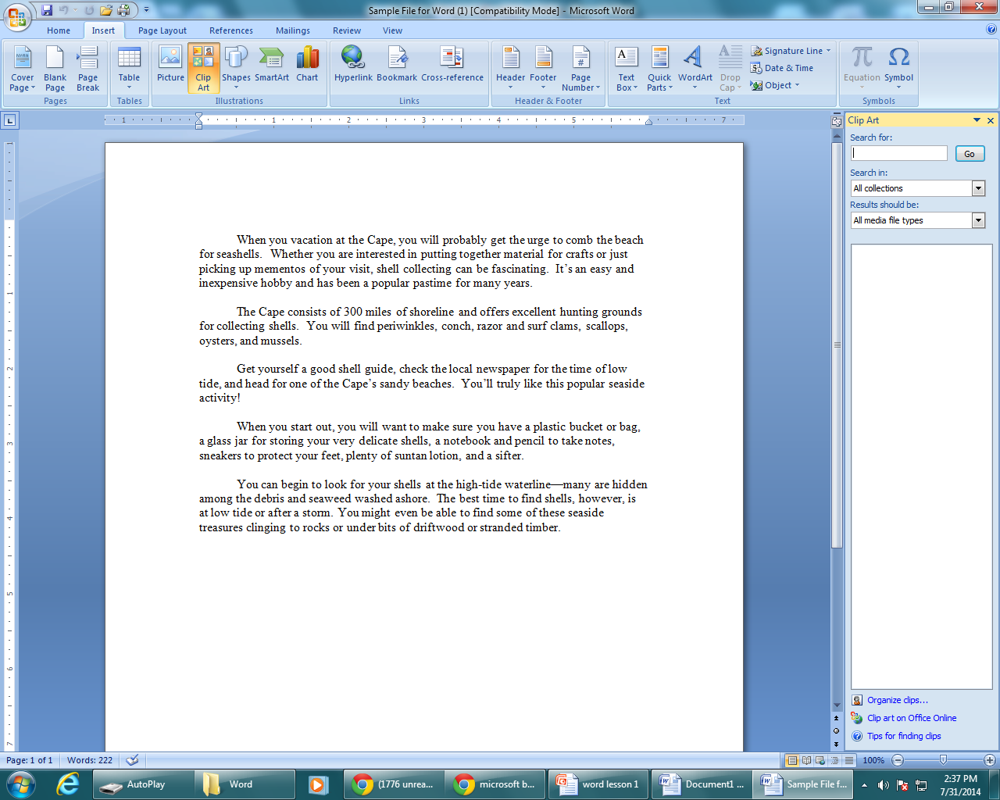 Sample File for Word (1) [Compatibility Mode] - Microsoft Word
Home Insert Page Layout References Mailings Review View
Cover Page
Blank Page
Page Break
Table
Picture
Clip Art
Shapes
SmartArt
Chart
Hyperlink
Bookmark
Cross-reference
Header
Footer
Page Number
Text Box
Quick Parts
WordArt
Drop Cap
Signature Line
Date & Time
Object
Equation
Symbol
Pages Tables Illustrations Links Header & Footer Text Symbols
1 1 2 3 4 5 7
Clip Art
Search for:
Go
Search in:
All collections
Results should be:
All media file types
When you vacation at the Cape, you will probably get the urge to comb the beach
for seashells. Whether you are interested in putting together material for crafts or just
picking up mementos of your visit, shell collecting can be fascinating. It’s an easy and
inexpensive hobby and has been a popular pastime for many years.
The Cape consists of 300 miles of shoreline and offers excellent hunting grounds
for collecting shells. You will find periwinkles, conch, razor and surf clams, scallops,
oysters, and mussels.
Get yourself a good shell guide, check the local newspaper for the time of low
tide, and head for one of the Cape’s sandy beaches. You’ll truly like this popular seaside
activity!
When you start out, you will want to make sure you have a plastic bucket or bag,
a glass jar for storing your very delicate shells, a notebook and pencil to take notes,
sneakers to protect your feet, plenty of suntan lotion, and a sifter.
You can begin to look for your shells at the high-tide waterline—many are hidden
among the debris and seaweed washed ashore. The best time to find shells, however, is
at low tide or after a storm. You might even be able to find some of these seaside
treasures clinging to rocks or under bits of driftwood or stranded timber.
Organize clips...
Clip art on Office Online
Tips for finding clips
Page: 1 of 1 Words: 222 100%
AutoPlay Word (1776 unrea... microsoft b... word lesson 1 Document1 ... Sample File f...
2:37 PM
7/31/2014